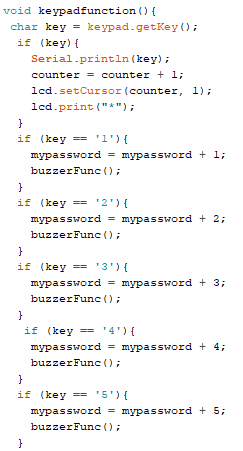 void keypadfunction(){
char key = keypad.getKey();
if (key){
Serial.println(key);
counter = counter + 1;
lcd.setCursor(counter, 1);
lcd.print("*");
}
if (key == '1'){
mypassword = mypassword + 1;
buzzerFunc();
}
if (key == '2'){
mypassword = mypassword + 2;
buzzerFunc();
}
if (key == '3'){
mypassword = mypassword + 3;
buzzerFunc();
}
if (key == '4'){
mypassword = mypassword + 4;
buzzerFunc();
}
if (key == '5'){
mypassword = mypassword + 5;
buzzerFunc();
}